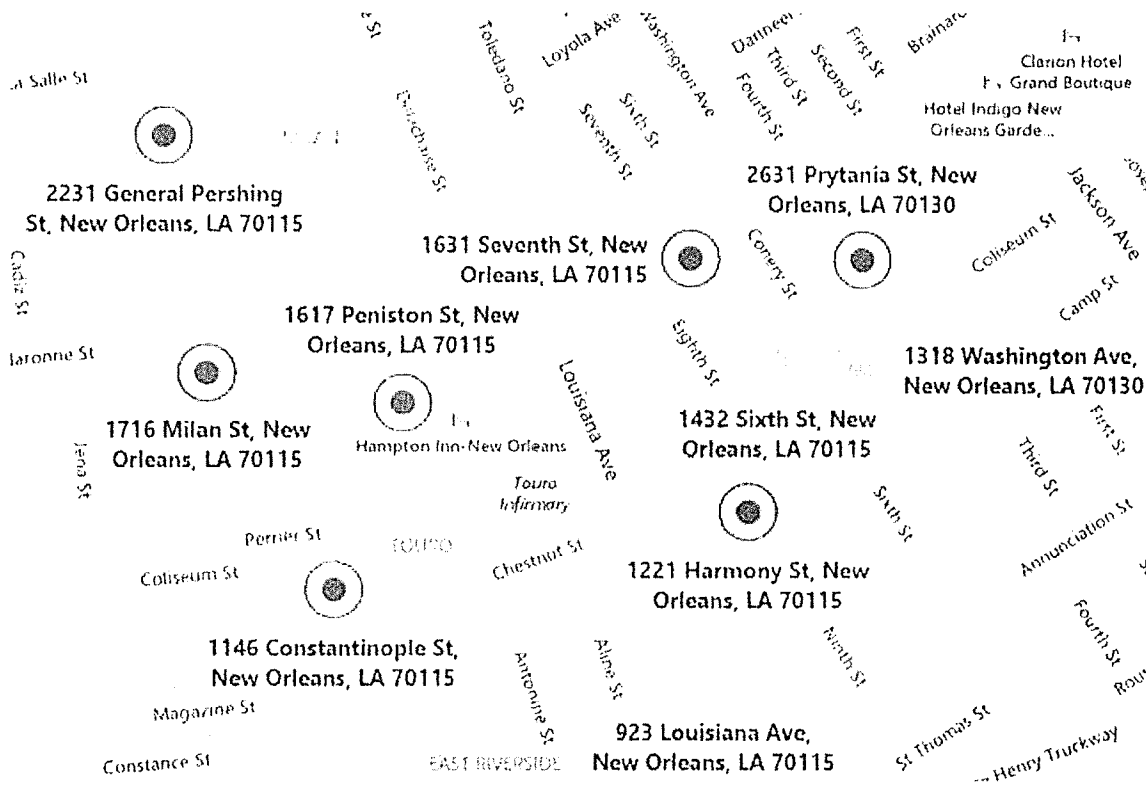 Toledano St
Loyola Ave
Washington Ave
Third St
Second St
First St
Salle St
Clarion Hotel
Grand Boutique
Fourth St
Sixth St
Seventh St
Hotel Indigo New
Orleans Garde...
2231 General Pershing
St, New Orleans, LA 70115
2631 Prytania St, New
Orleans, LA 70130
Jackson Ave
Coliseum St
1631 Seventh St, New
Orleans, LA 70115
Conery St
Cadiz St
Camp St
1617 Peniston St, New
Orleans, LA 70115
Eighth St
1318 Washington Ave,
New Orleans, LA 70130
Louisiana Ave
1716 Milan St, New
Orleans, LA 70115
Hampton Inn-New Orleans
1432 Sixth St, New
Orleans, LA 70115
First St
Third St
Jena St
Touro
Infirmary
Sixth St
Annunciation St
Perrier St
TOURO
Chestnut St
Coliseum St
1221 Harmony St, New
Orleans, LA 70115
1146 Constantinople St,
New Orleans, LA 70115
Aline St
Ninth St
Fourth St
Antonine St
Magazine St
923 Louisiana Ave,
New Orleans, LA 70115
St Thomas St
Constance St
EAST RIVERSIDE
Henry Truckway